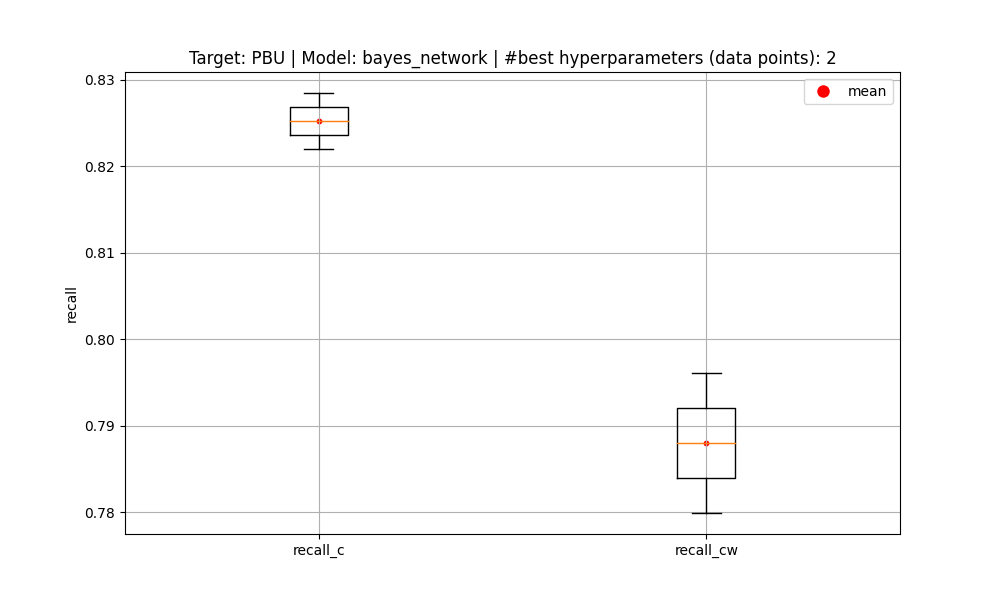 Target: PBU | Model: bayes_network | #best hyperparameters (data points): 2
mean
recall
0.83
0.82
0.81
0.80
0.79
0.78
recall_c
recall_cw